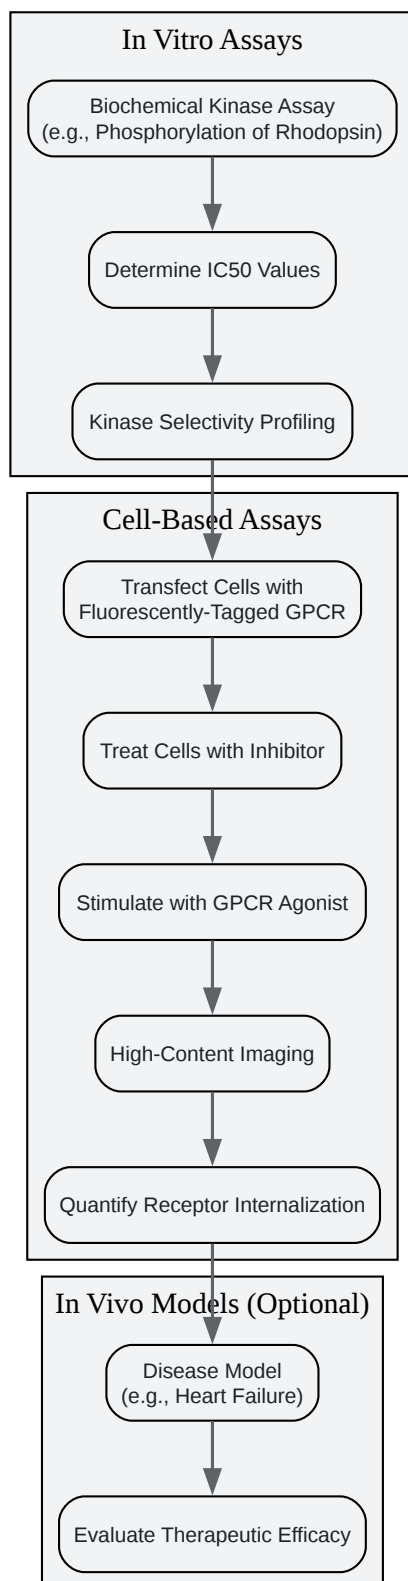 In Vitro Assays
Biochemical Kinase Assay
(e.g., Phosphorylation of Rhodopsin)
Determine IC50 Values
Kinase Selectivity Profiling
Cell-Based Assays
Transfect Cells with
Fluorescently-Tagged GPCR
Treat Cells with Inhibitor
Stimulate with GPCR Agonist
High-Content Imaging
Quantify Receptor Internalization
In Vivo Models (Optional)
Disease Model
(e.g., Heart Failure)
Evaluate Therapeutic Efficacy